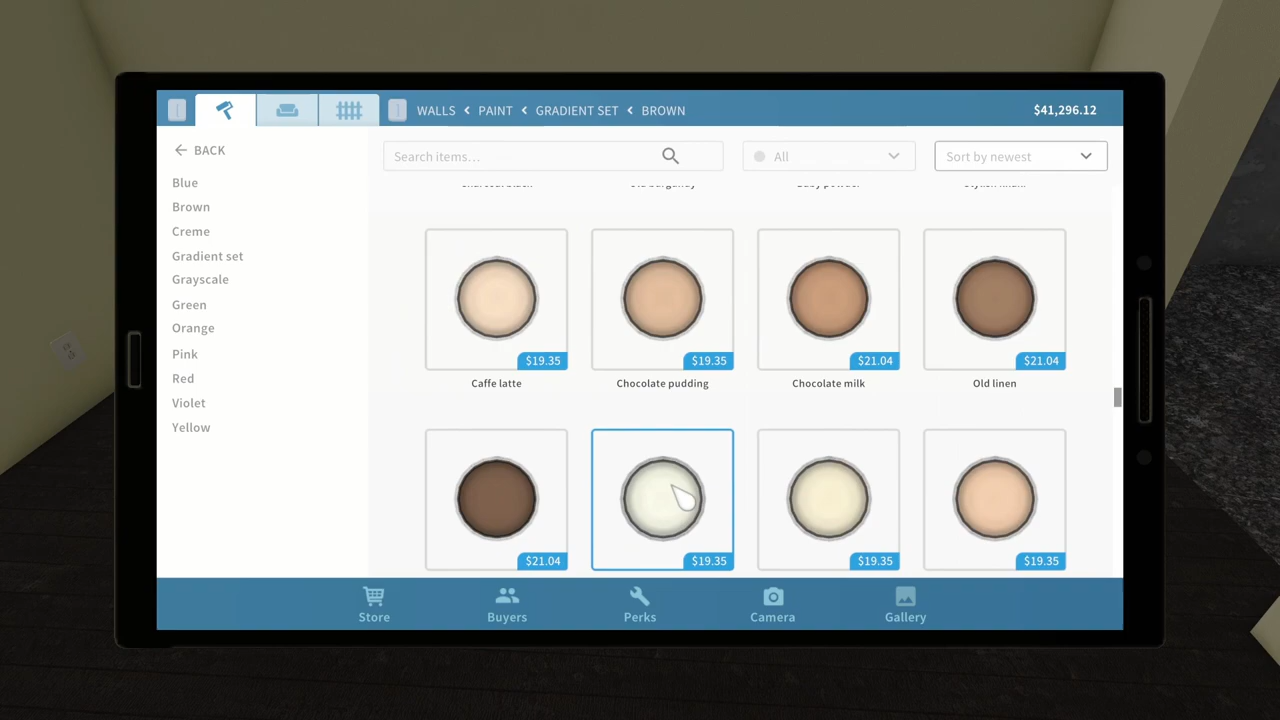 WALLS < PAINT < GRADIENT SET < BROWN
$41,296.12
BACK
Search items...
All
Sort by newest
Blue
Brown
Creme
Gradient set
Grayscale
Green
Orange
Pink
Red
Violet
Yellow
$19.35
$19.35
$21.04
$21.04
Caffe latte
Chocolate pudding
Chocolate milk
Old linen
$21.04
$19.35
$19.35
$19.35
Store
Buyers
Perks
Camera
Gallery